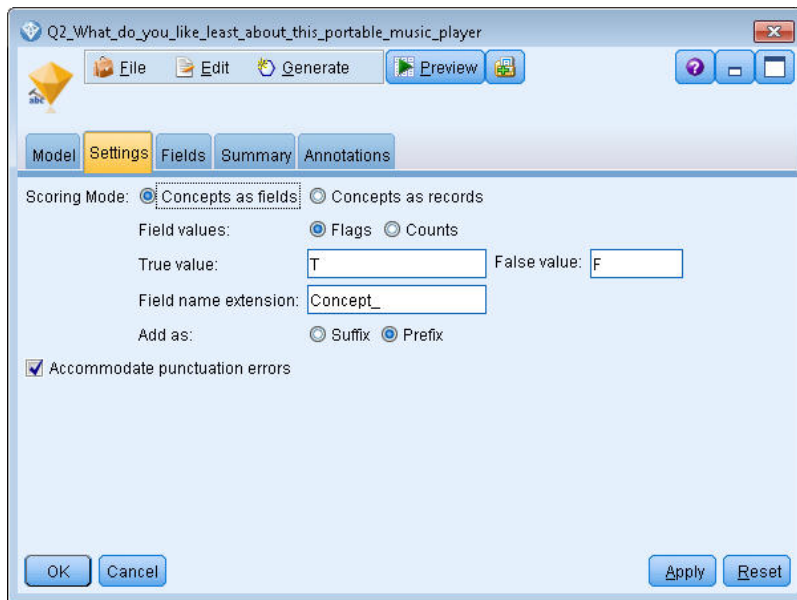 Q2_What_do_you_like_least_about_this_portable_music_player
File Edit Generate Preview
abc
Model Settings Fields Summary Annotations
Scoring Mode: Concepts as fields Concepts as records
Field values: Flags Counts
True value: T False value: F
Field name extension: Concept_
Add as: Suffix Prefix
Accommodate punctuation errors
OK Cancel Apply Reset